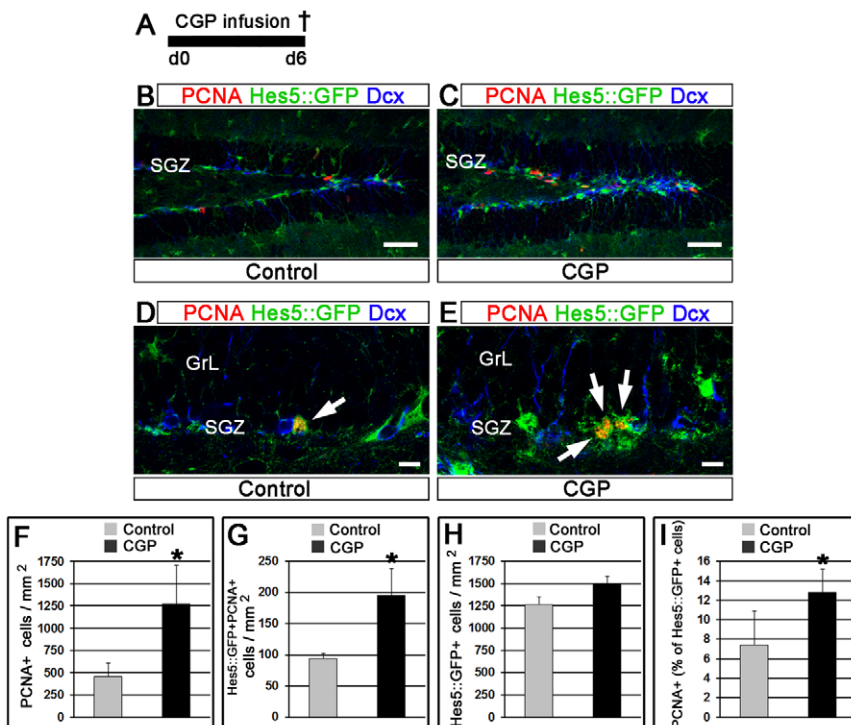 A CGP infusion †
d0 d6
B PCNA Hes5::GFP Dcx
SGZ
Control
C PCNA Hes5::GFP Dcx
SGZ
CGP
D PCNA Hes5::GFP Dcx
GrL
SGZ
Control
E PCNA Hes5::GFP Dcx
GrL
SGZ
CGP
F
Control
CGP
*
PCNA+ cells / mm 2
1750
1500
1250
1000
750
500
250
0
G
Control
CGP
*
Hes5::GFP+PCNA+
cells / mm 2
250
200
150
100
50
0
H
Control
CGP
Hes5::GFP+ cells / mm 2
1750
1500
1250
1000
750
500
250
0
I
Control
CGP
*
PCNA+ (% of Hes5::GFP+ cells)
16
14
12
10
8
6
4
2
0